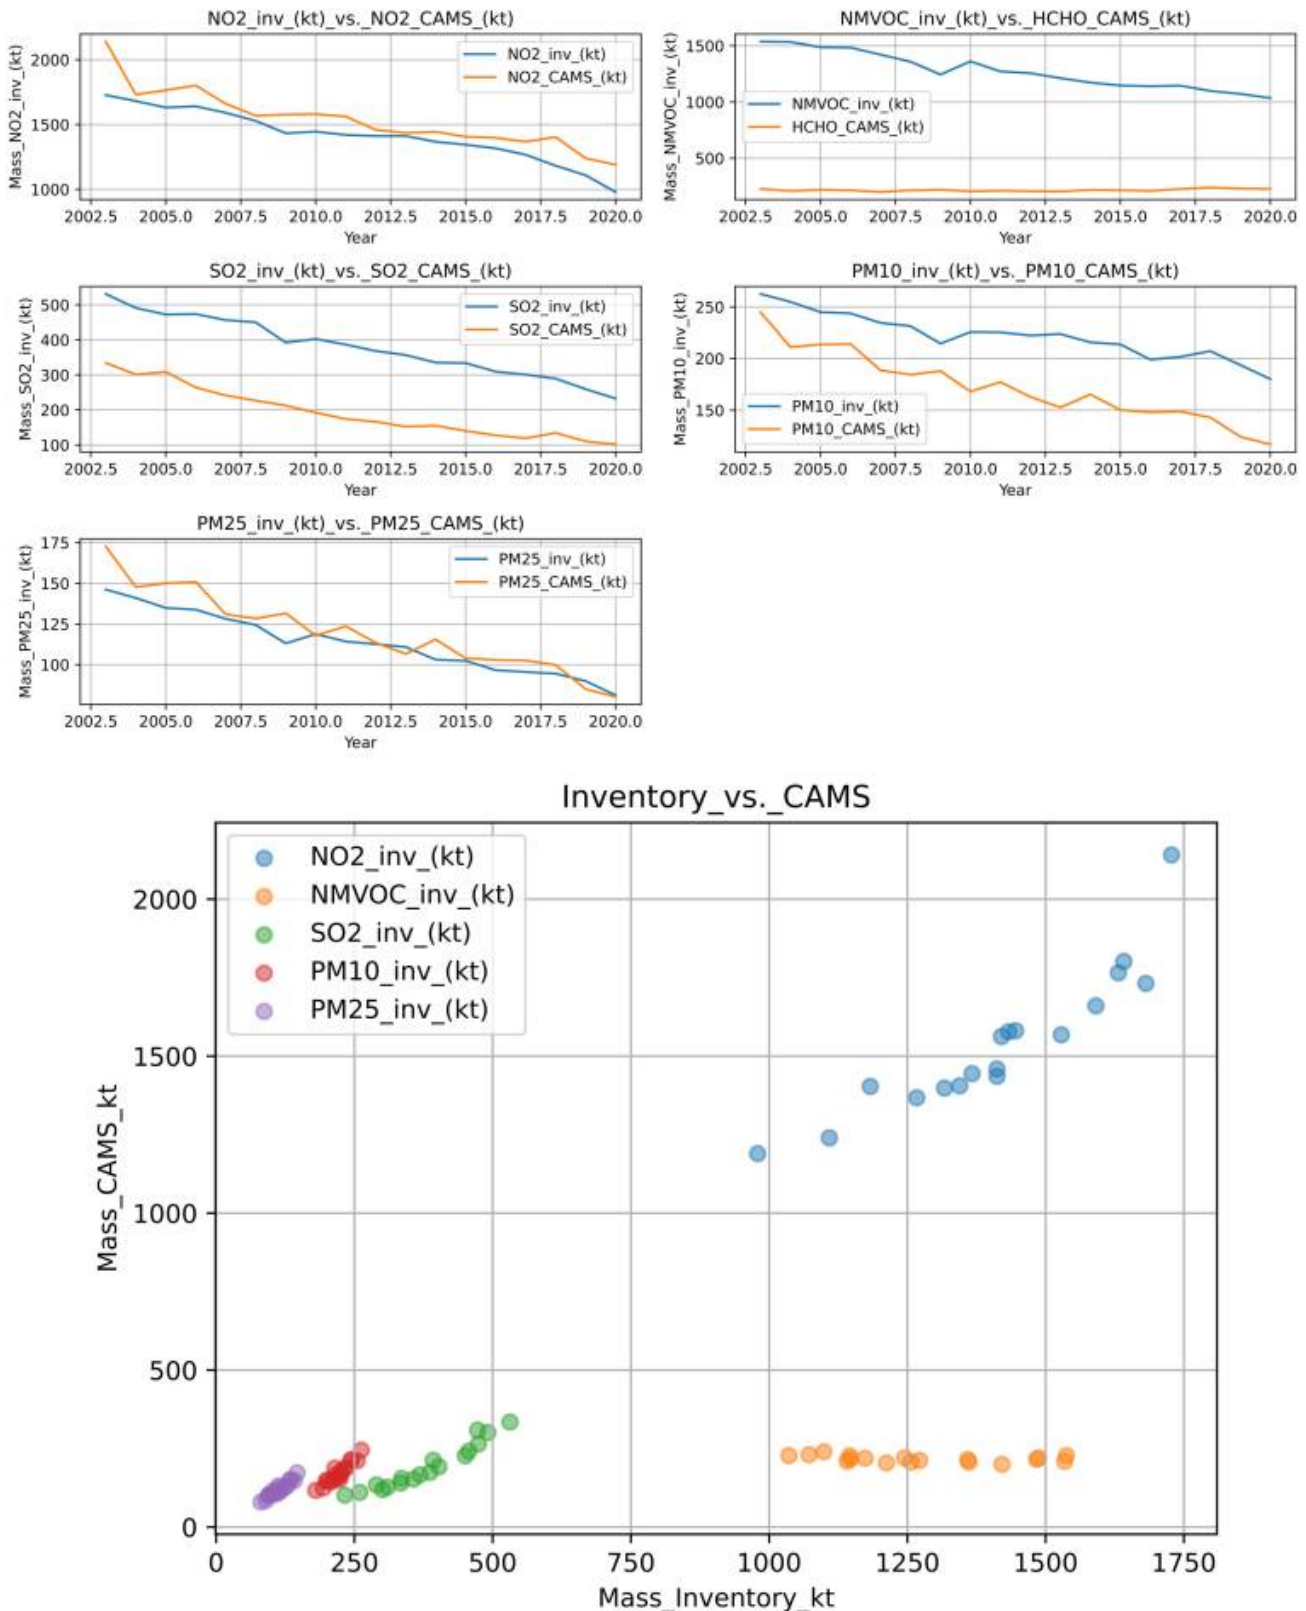 NO2_inv_(kt)_vs._NO2_CAMS_(kt)
Mass_NO2_inv_(kt)
2000
1500
1000
NO2_inv_(kt)
NO2_CAMS_(kt)
2002.5 2005.0 2007.5 2010.0 2012.5 2015.0 2017.5 2020.0
Year
NMVOC_inv_(kt)_vs._HCHO_CAMS_(kt)
Mass_NMVOC_inv_(kt)
1500
1000
500
NMVOC_inv_(kt)
HCHO_CAMS_(kt)
2002.5 2005.0 2007.5 2010.0 2012.5 2015.0 2017.5 2020.0
Year
SO2_inv_(kt)_vs._SO2_CAMS_(kt)
Mass_SO2_inv_(kt)
500
400
300
200
100
SO2_inv_(kt)
SO2_CAMS_(kt)
2002.5 2005.0 2007.5 2010.0 2012.5 2015.0 2017.5 2020.0
Year
PM10_inv_(kt)_vs._PM10_CAMS_(kt)
Mass_PM10_inv_(kt)
250
200
150
PM10_inv_(kt)
PM10_CAMS_(kt)
2002.5 2005.0 2007.5 2010.0 2012.5 2015.0 2017.5 2020.0
Year
PM25_inv_(kt)_vs._PM25_CAMS_(kt)
Mass_PM25_inv_(kt)
175
150
125
100
PM25_inv_(kt)
PM25_CAMS_(kt)
2002.5 2005.0 2007.5 2010.0 2012.5 2015.0 2017.5 2020.0
Year
Inventory_vs._CAMS
Mass_CAMS_kt
2000
1500
1000
500
0
NO2_inv_(kt)
NMVOC_inv_(kt)
SO2_inv_(kt)
PM10_inv_(kt)
PM25_inv_(kt)
0 250 500 750 1000 1250 1500 1750
Mass_Inventory_kt